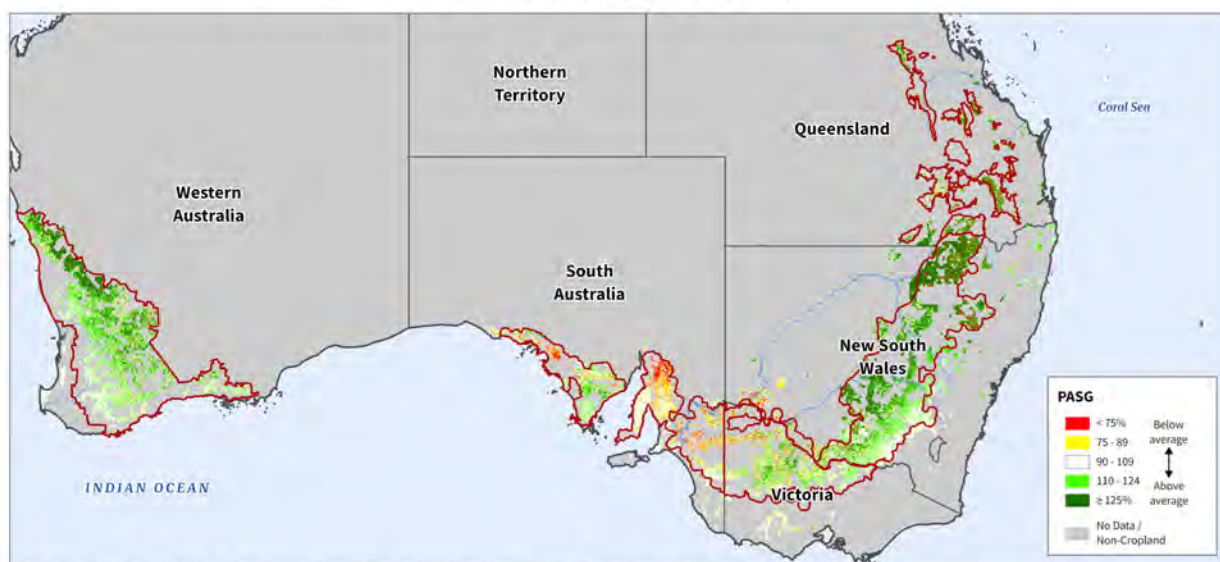 Northern
Territory
Coral Sea
Queensland
Western
Australia
South
Australia
New South
Wales
Victoria
INDIAN OCEAN
PASG
< 75%
75 - 89
90 - 109
110 - 124
≥ 125%
Below
average
Above
average
No Data /
Non-Cropland